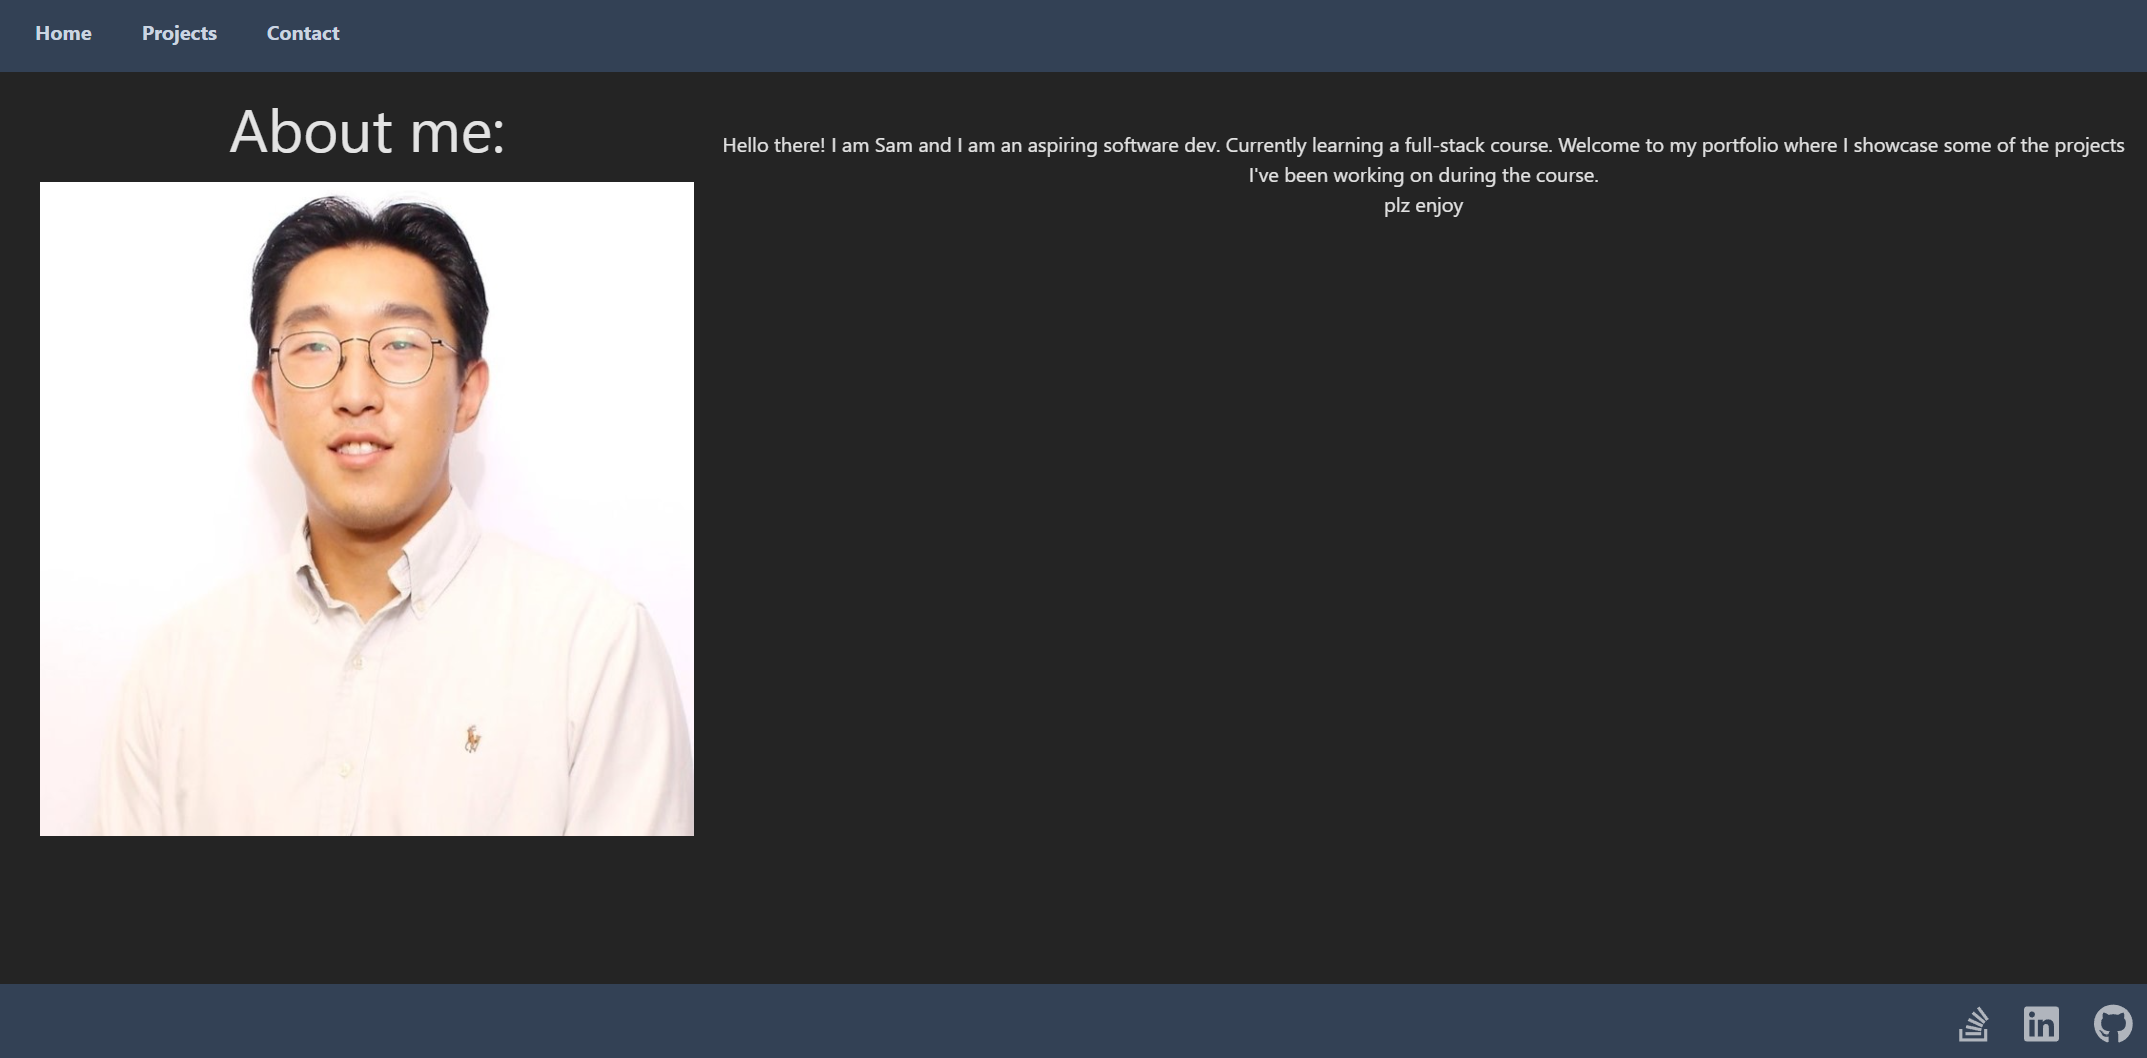 Home Projects Contact
About me:
Hello there! I am Sam and I am an aspiring software dev. Currently learning a full-stack course. Welcome to my portfolio where I showcase some of the projects
I've been working on during the course.
plz enjoy
in